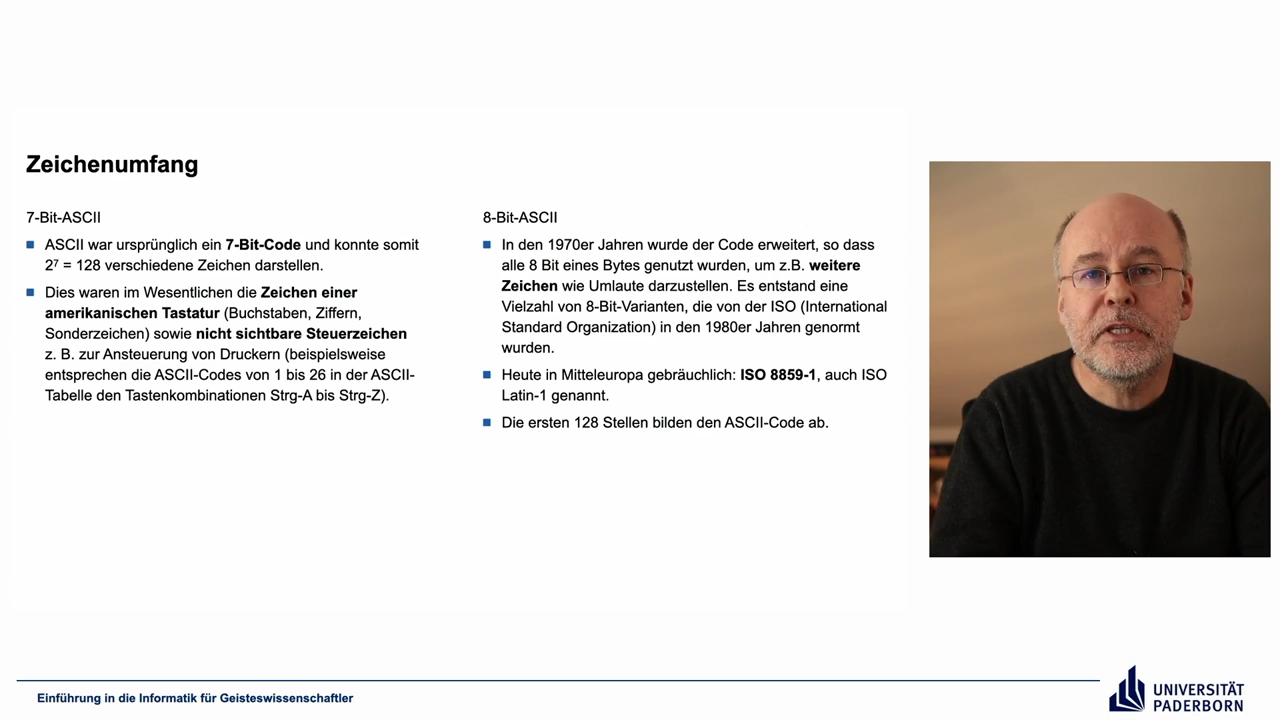 Zeichenumfang
7-Bit-ASCII
ASCII war ursprünglich ein 7-Bit-Code und konnte somit
2⁷ = 128 verschiedene Zeichen darstellen.
Dies waren im Wesentlichen die Zeichen einer
amerikanischen Tastatur (Buchstaben, Ziffern,
Sonderzeichen) sowie nicht sichtbare Steuerzeichen
z. B. zur Ansteuerung von Druckern (beispielsweise
entsprechen die ASCII-Codes von 1 bis 26 in der ASCII-
Tabelle den Tastenkombinationen Strg-A bis Strg-Z).
8-Bit-ASCII
In den 1970er Jahren wurde der Code erweitert, so dass
alle 8 Bit eines Bytes genutzt wurden, um z.B. weitere
Zeichen wie Umlaute darzustellen. Es entstand eine
Vielzahl von 8-Bit-Varianten, die von der ISO (International
Standard Organization) in den 1980er Jahren genormt
wurden.
Heute in Mitteleuropa gebräuchlich: ISO 8859-1, auch ISO
Latin-1 genannt.
Die ersten 128 Stellen bilden den ASCII-Code ab.
Einführung in die Informatik für Geisteswissenschaftler
UNIVERSITÄT
PADERBORN